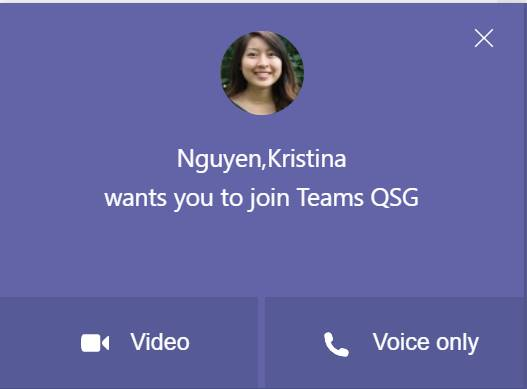 Nguyen,Kristina
wants you to join Teams QSG
Video
Voice only